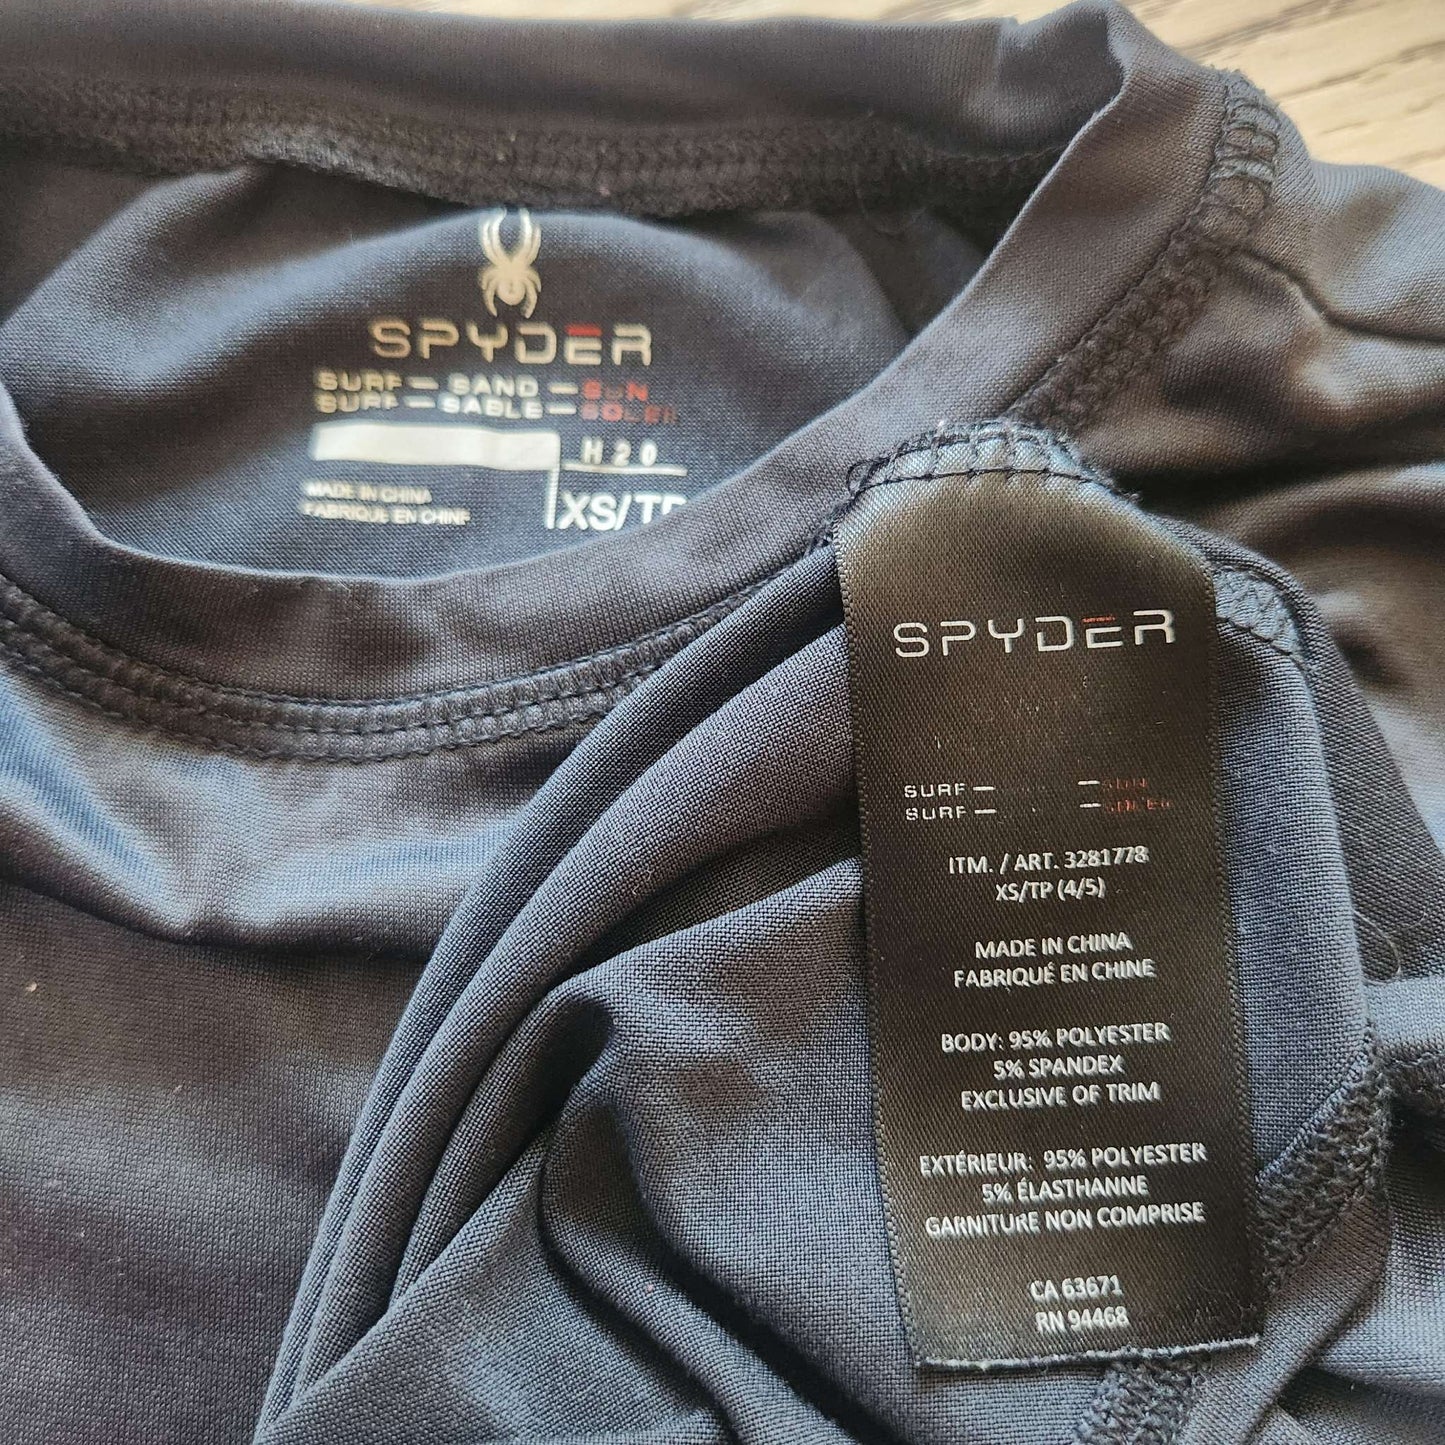 SPYDER
SURF — SAND — SUN
SURF — SABLE — SOLEIL
H2O
MADE IN CHINA
FABRIQUE EN CHINE
XS/TP
SPYDER
SURF — — SUN
SURF — — SOLEIL
ITM. / ART. 3281778
XS/TP (4/5)
MADE IN CHINA
FABRIQUÉ EN CHINE
BODY: 95% POLYESTER
5% SPANDEX
EXCLUSIVE OF TRIM
EXTÉRIEUR: 95% POLYESTER
5% ÉLASTHANNE
GARNITURE NON COMPRISE
CA 63671
RN 94468